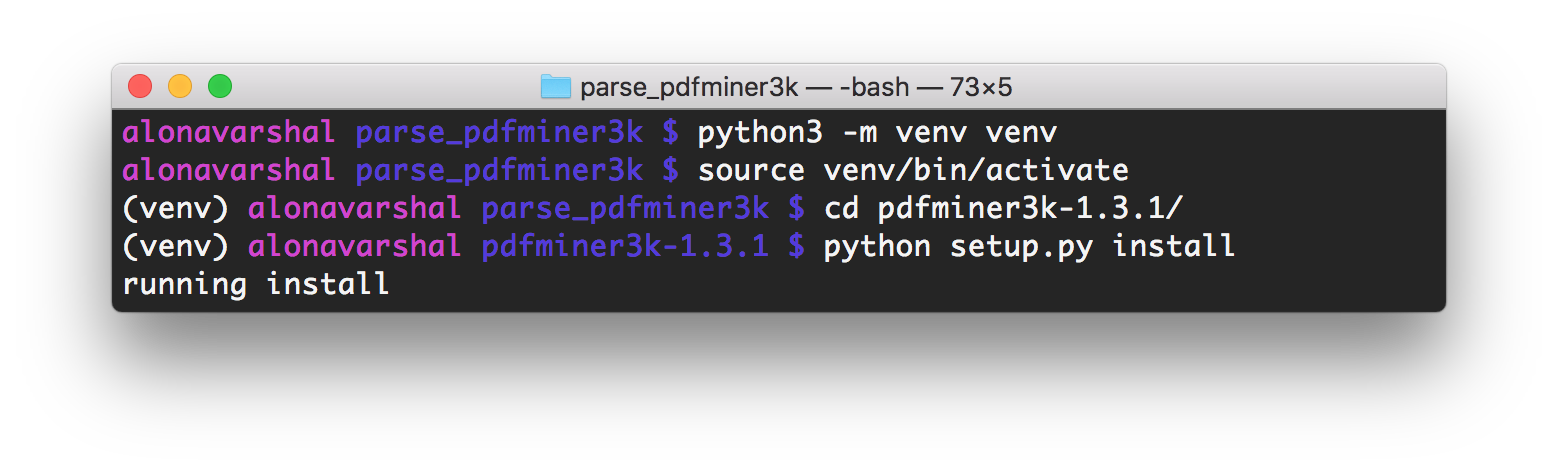 parse_pdfminer3k — -bash — 73×5
alonavarshal parse_pdfminer3k $ python3 -m venv venv
alonavarshal parse_pdfminer3k $ source venv/bin/activate
(venv) alonavarshal parse_pdfminer3k $ cd pdfminer3k-1.3.1/
(venv) alonavarshal pdfminer3k-1.3.1 $ python setup.py install
running install